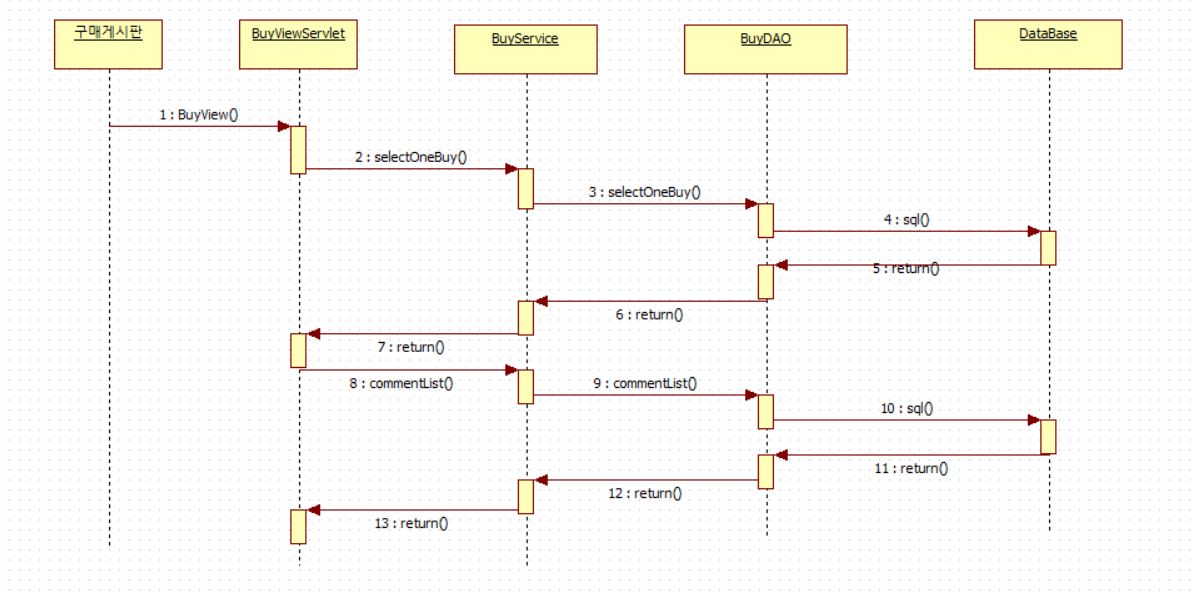 구매게시판
BuyViewServlet
BuyService
BuyDAO
DataBase
1 : BuyView()
2 : selectOneBuy()
3 : selectOneBuy()
4 : sql()
5 : return()
6 : return()
7 : return()
8 : commentList()
9 : commentList()
10 : sql()
11 : return()
12 : return()
13 : return()